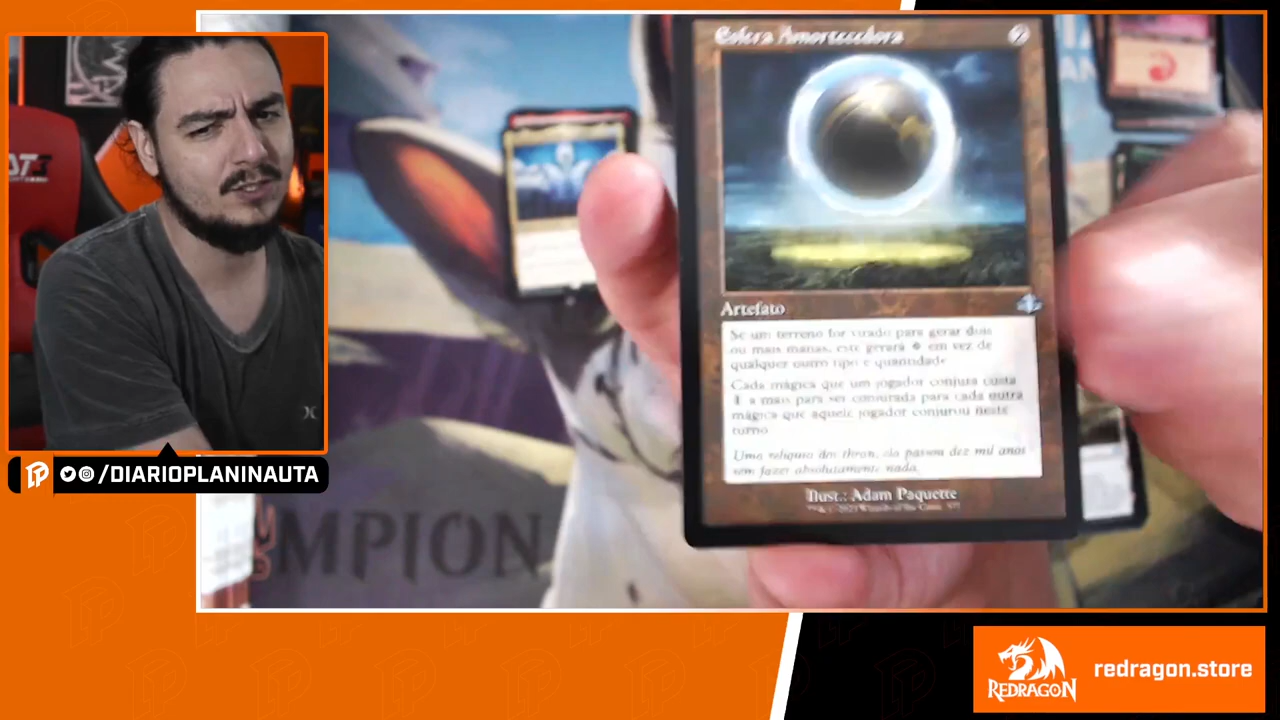 Esfera Amortecedora
2
Artefato
Se um terreno for virado para gerar dois
ou mais manas, este gerará em vez de
qualquer outro tipo e quantidade
Cada mágica que um jogador conjura custa
1 a mais para ser conjurada para cada outra
mágica que aquele jogador conjurou neste
turno
Uma relíquia dos thran, ela passou dez mil anos
sem fazer absolutamente nada.
Ilust.: Adam Paquette
/DIARIOPLANINAUTA
MPION
REDRAGON
redragon.store